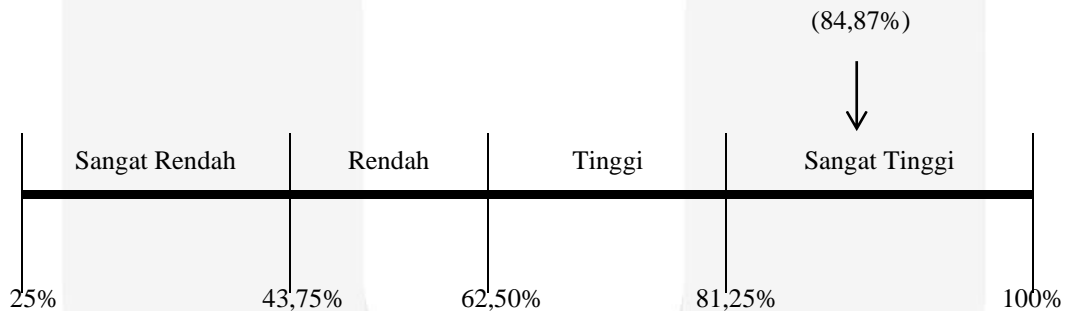 (84,87%)
Sangat Rendah Rendah Tinggi Sangat Tinggi
25% 43,75% 62,50% 81,25% 100%